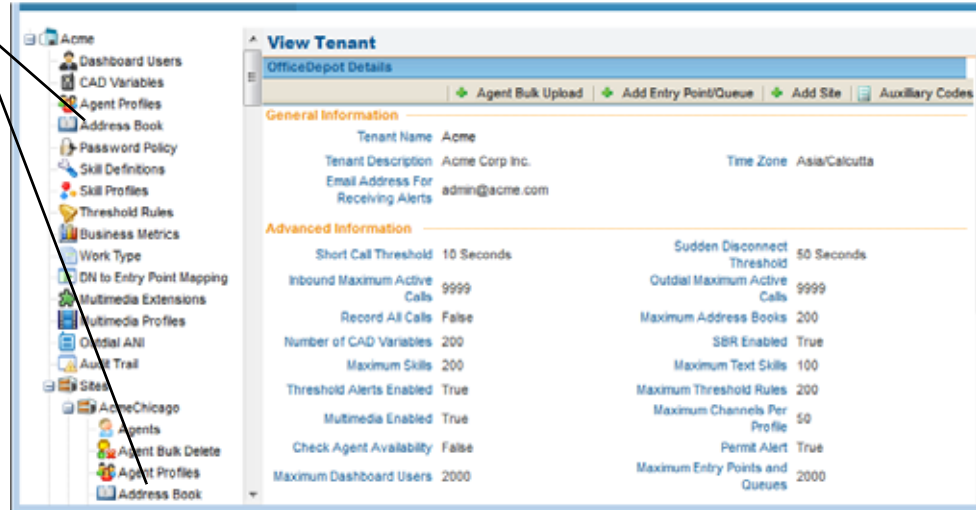 Acme
Dashboard Users
CAD Variables
Agent Profiles
Address Book
Password Policy
Skill Definitions
Skill Profiles
Threshold Rules
Business Metrics
Work Type
DN to Entry Point Mapping
Multimedia Extensions
Multimedia Profiles
Outdial ANI
Audit Trail
Sites
AcmeChicago
Agents
Agent Bulk Delete
Agent Profiles
Address Book
View Tenant
OfficeDepot Details
Agent Bulk Upload Add Entry Point/Queue Add Site Auxiliary Codes
General Information
Tenant Name Acme
Tenant Description Acme Corp Inc. Time Zone Asia/Calcutta
Email Address For
Receiving Alerts admin@acme.com
Advanced Information
Short Call Threshold 10 Seconds Sudden Disconnect
Threshold 50 Seconds
Inbound Maximum Active
Calls 9999 Outdial Maximum Active
Calls 9999
Record All Calls False Maximum Address Books 200
Number of CAD Variables 200 SBR Enabled True
Maximum Skills 200 Maximum Text Skills 100
Threshold Alerts Enabled True Maximum Threshold Rules 200
Multimedia Enabled True Maximum Channels Per
Profile 50
Check Agent Availability False Permit Alert True
Maximum Dashboard Users 2000 Maximum Entry Points and
Queues 2000